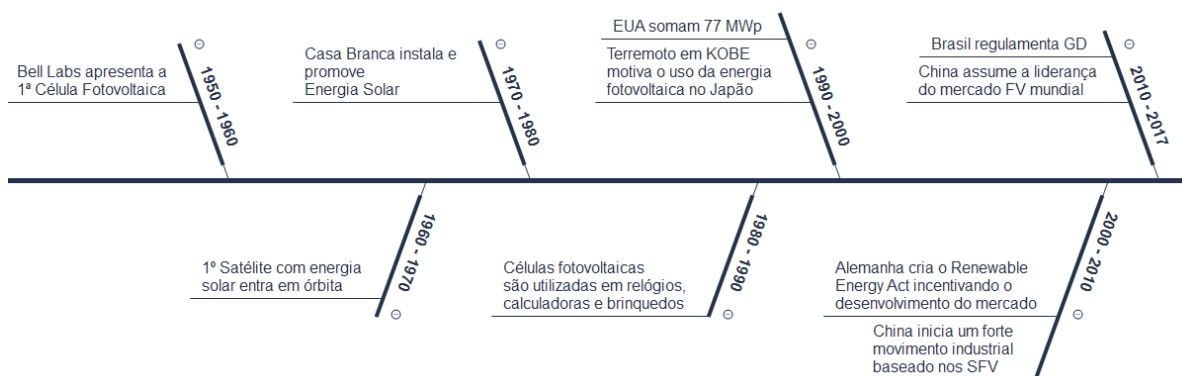 Bell Labs apresenta a
1ª Célula Fotovoltaica
1950 - 1960
1º Satélite com energia
solar entra em órbita
1960 - 1970
Casa Branca instala e
promove
Energia Solar
1970 - 1980
Células fotovoltaicas
são utilizadas em relógios,
calculadoras e brinquedos
1980 - 1990
EUA somam 77 MWp
Terremoto em KOBE
motiva o uso da energia
fotovoltaica no Japão
1990 - 2000
Alemanha cria o Renewable
Energy Act incentivando o
desenvolvimento do mercado
China inicia um forte
movimento industrial
baseado nos SFV
2000 - 2010
Brasil regulamenta GD
China assume a liderança
do mercado FV mundial
2010 - 2017